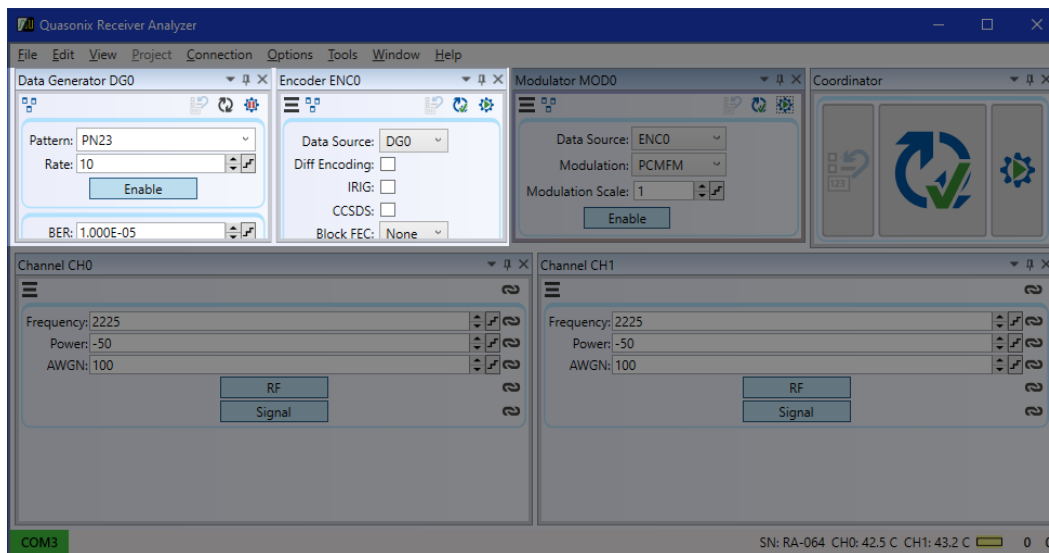 Quasonix Receiver Analyzer
File Edit View Project Connection Options Tools Window Help
Data Generator DG0
Pattern: PN23
Rate: 10
Enable
BER: 1.000E-05
Encoder ENC0
Data Source: DG0
Diff Encoding:
IRIG:
CCSDS:
Block FEC: None
Modulator MOD0
Data Source: ENC0
Modulation: PCMFM
Modulation Scale: 1
Enable
Coordinator
123
Channel CH0
Frequency: 2225
Power: -50
AWGN: 100
RF
Signal
Channel CH1
Frequency: 2225
Power: -50
AWGN: 100
RF
Signal
COM3
SN: RA-064 CH0: 42.5 C CH1: 43.2 C 0